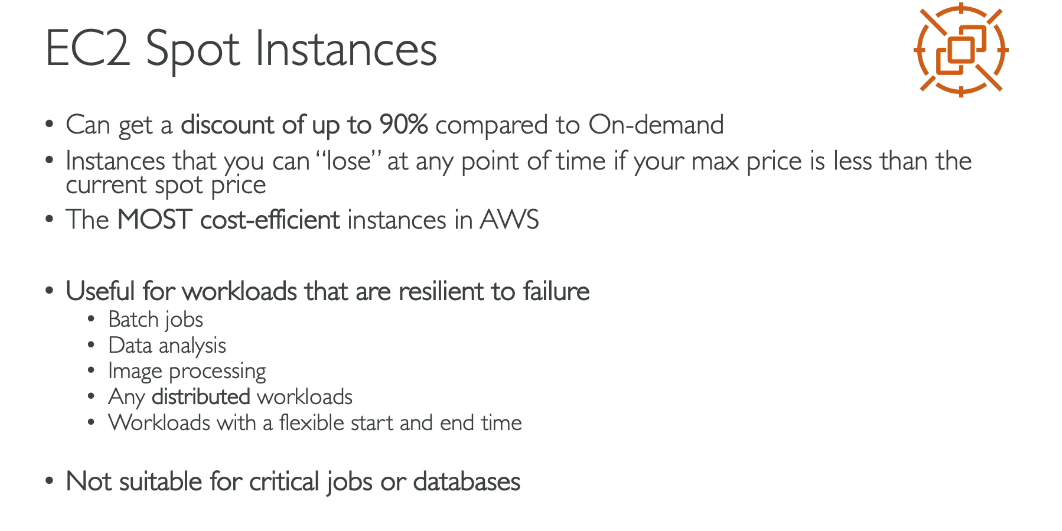 EC2 Spot Instances
• Can get a discount of up to 90% compared to On-demand
• Instances that you can “lose” at any point of time if your max price is less than the
current spot price
• The MOST cost-efficient instances in AWS
• Useful for workloads that are resilient to failure
• Batch jobs
• Data analysis
• Image processing
• Any distributed workloads
• Workloads with a flexible start and end time
• Not suitable for critical jobs or databases